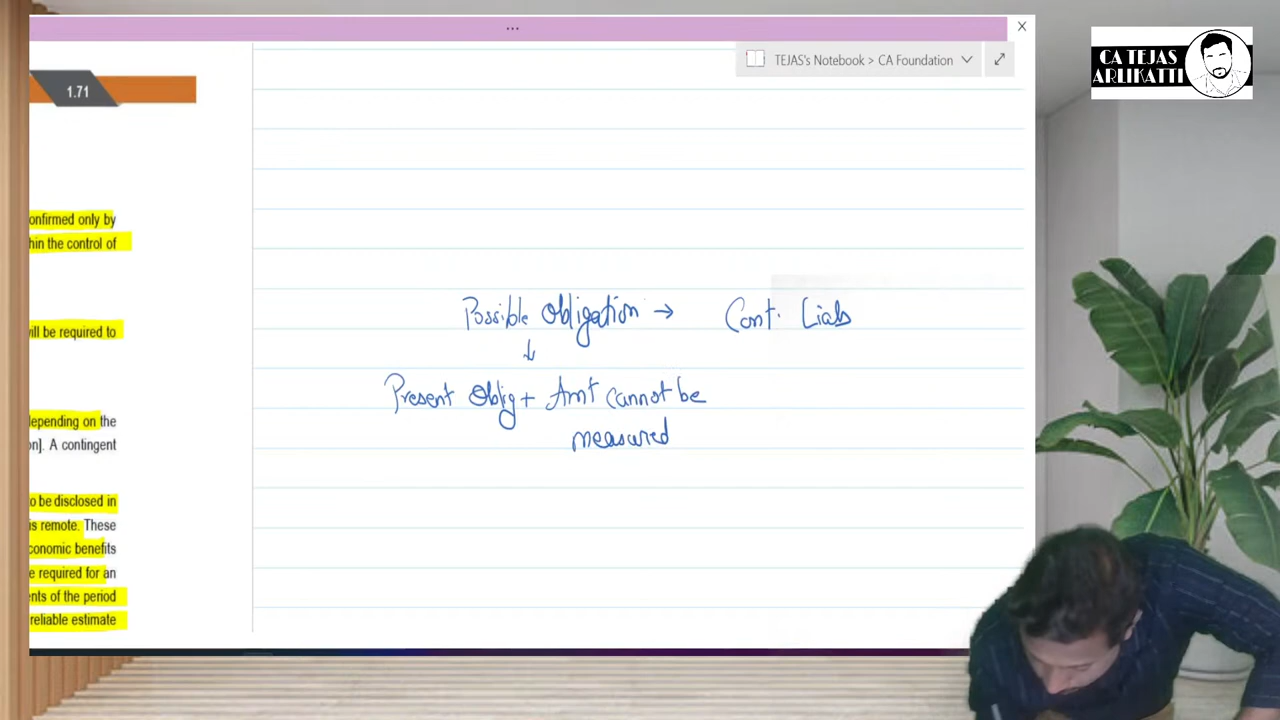 ...
X
TEJAS's Notebook > CA Foundation
CA TEJAS
ARLIKATTI
1.71
onfirmed only by
hin the control of
ill be required to
depending on the
on]. A contingent
o be disclosed in
is remote. These
conomic benefits
e required for an
nts of the period
reliable estimate
Possible Obligation → Cont. Liab
↓
Present Oblig + Amt cannot be
measured